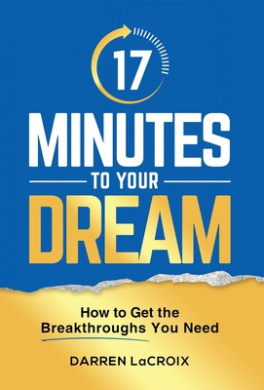 17
MINUTES
TO YOUR
DREAM
How to Get the
Breakthroughs You Need
DARREN LaCROIX